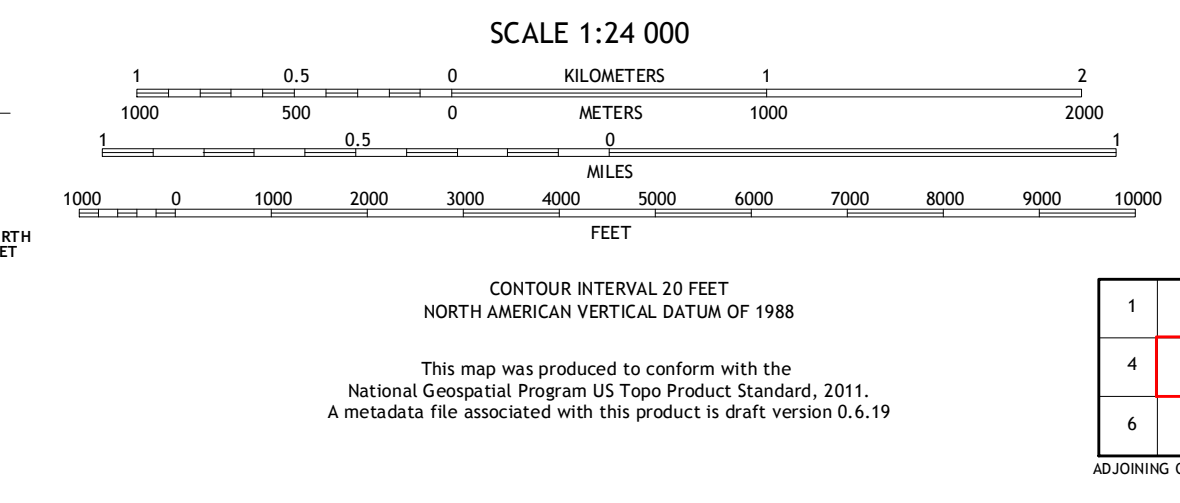 SCALE 1:24 000
1 0.5 0 KILOMETERS 1 2
1000 500 0 METERS 1000 2000
1 0.5 0 1
MILES
1000 0 1000 2000 3000 4000 5000 6000 7000 8000 9000 10000
FEET
RTH
ET
CONTOUR INTERVAL 20 FEET
NORTH AMERICAN VERTICAL DATUM OF 1988
This map was produced to conform with the
National Geospatial Program US Topo Product Standard, 2011.
A metadata file associated with this product is draft version 0.6.19
1
4
6
ADJOINING